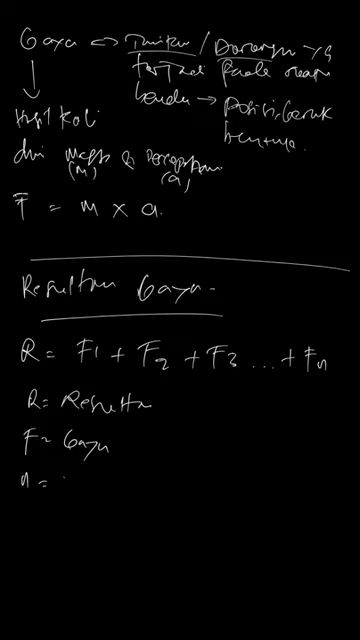 Gaya <-> Tarikan / Dorongan yg
terjadi pada suatu
benda -> posisi, bentuk
Hasil kali
dari massa & percepatan
(m) (a)
F = m x a.
Resultan Gaya -
R = F1 + F2 + F3 ... + Fn
R = Resultan
F = Gaya
n =